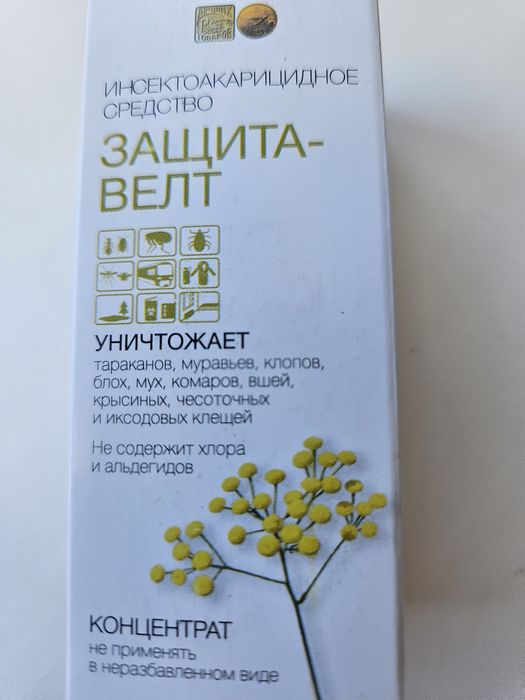 ИНСЕКТОАКАРИЦИДНОЕ
СРЕДСТВО
ЗАЩИТА-
ВЕЛТ
УНИЧТОЖАЕТ
тараканов, муравьев, клопов,
блох, мух, комаров, вшей,
крысиных, чесоточных
и иксодовых клещей
Не содержит хлора
и альдегидов
КОНЦЕНТРАТ
не применять
в неразбавленном виде